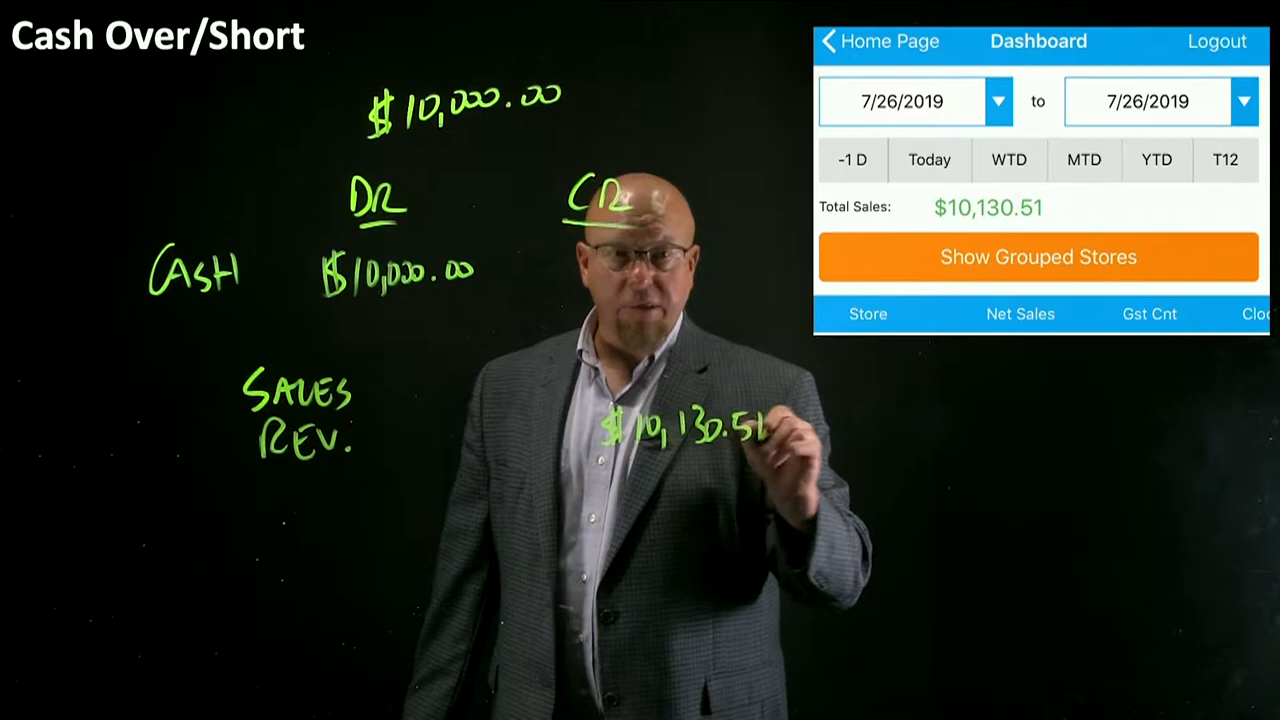 Cash Over/Short
$10,000.00
DR CR
CASH $10,000.00
SALES
REV. $10,130.51
Home Page Dashboard Logout
7/26/2019 to 7/26/2019
-1 D Today WTD MTD YTD T12
Total Sales: $10,130.51
Show Grouped Stores
Store Net Sales Gst Cnt Clo